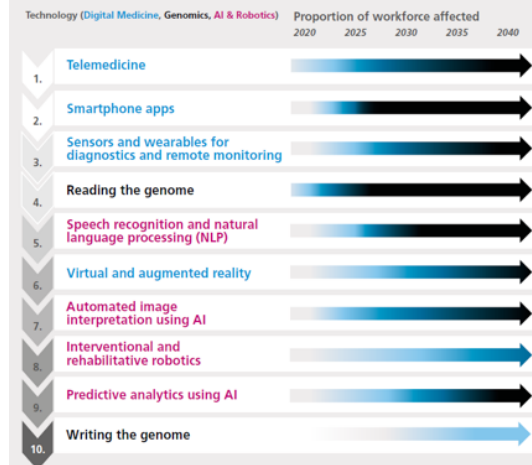 Technology (Digital Medicine, Genomics, AI & Robotics)
Proportion of workforce affected
2020 2025 2030 2035 2040
1. Telemedicine
2. Smartphone apps
3. Sensors and wearables for
diagnostics and remote monitoring
4. Reading the genome
5. Speech recognition and natural
language processing (NLP)
6. Virtual and augmented reality
7. Automated image
interpretation using AI
8. Interventional and
rehabilitative robotics
9. Predictive analytics using AI
10. Writing the genome